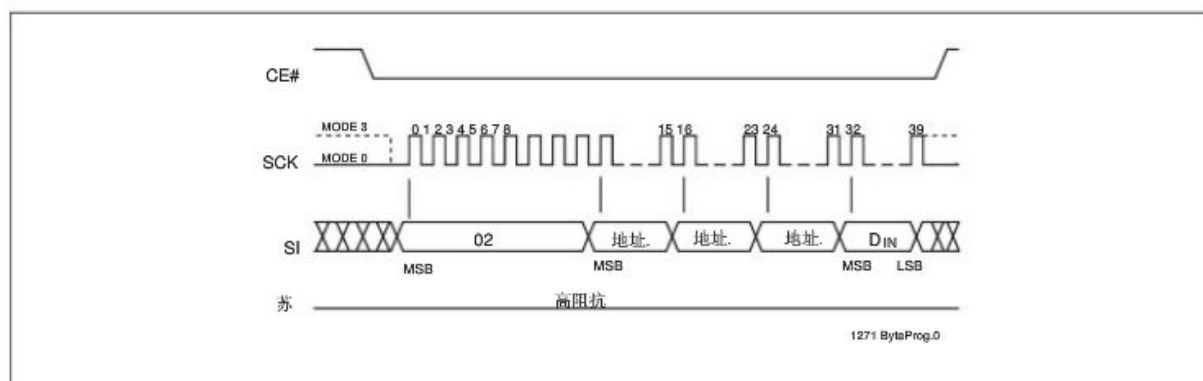 CE#
MODE 3
0 1 2 3 4 5 6 7 8
15 16
23 24
31 32
39
SCK
MODE 0
SI
02
地址.
地址.
地址.
DIN
MSB
MSB
MSB
LSB
苏
高阻抗
1271 ByteProg.0